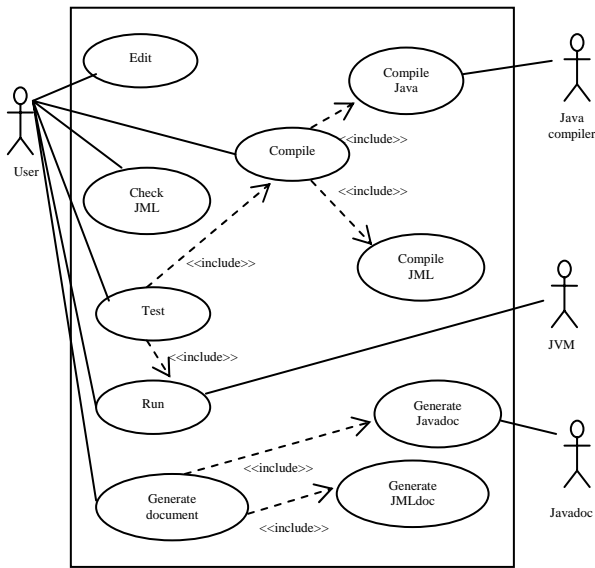 Edit
Compile
Java
Java
compiler
<<include>>
Compile
User
Check
JML
<<include>>
<<include>>
Compile
JML
Test
JVM
<<include>>
Run
Generate
Javadoc
<<include>>
Generate
JMLdoc
Generate
document
Javadoc
<<include>>